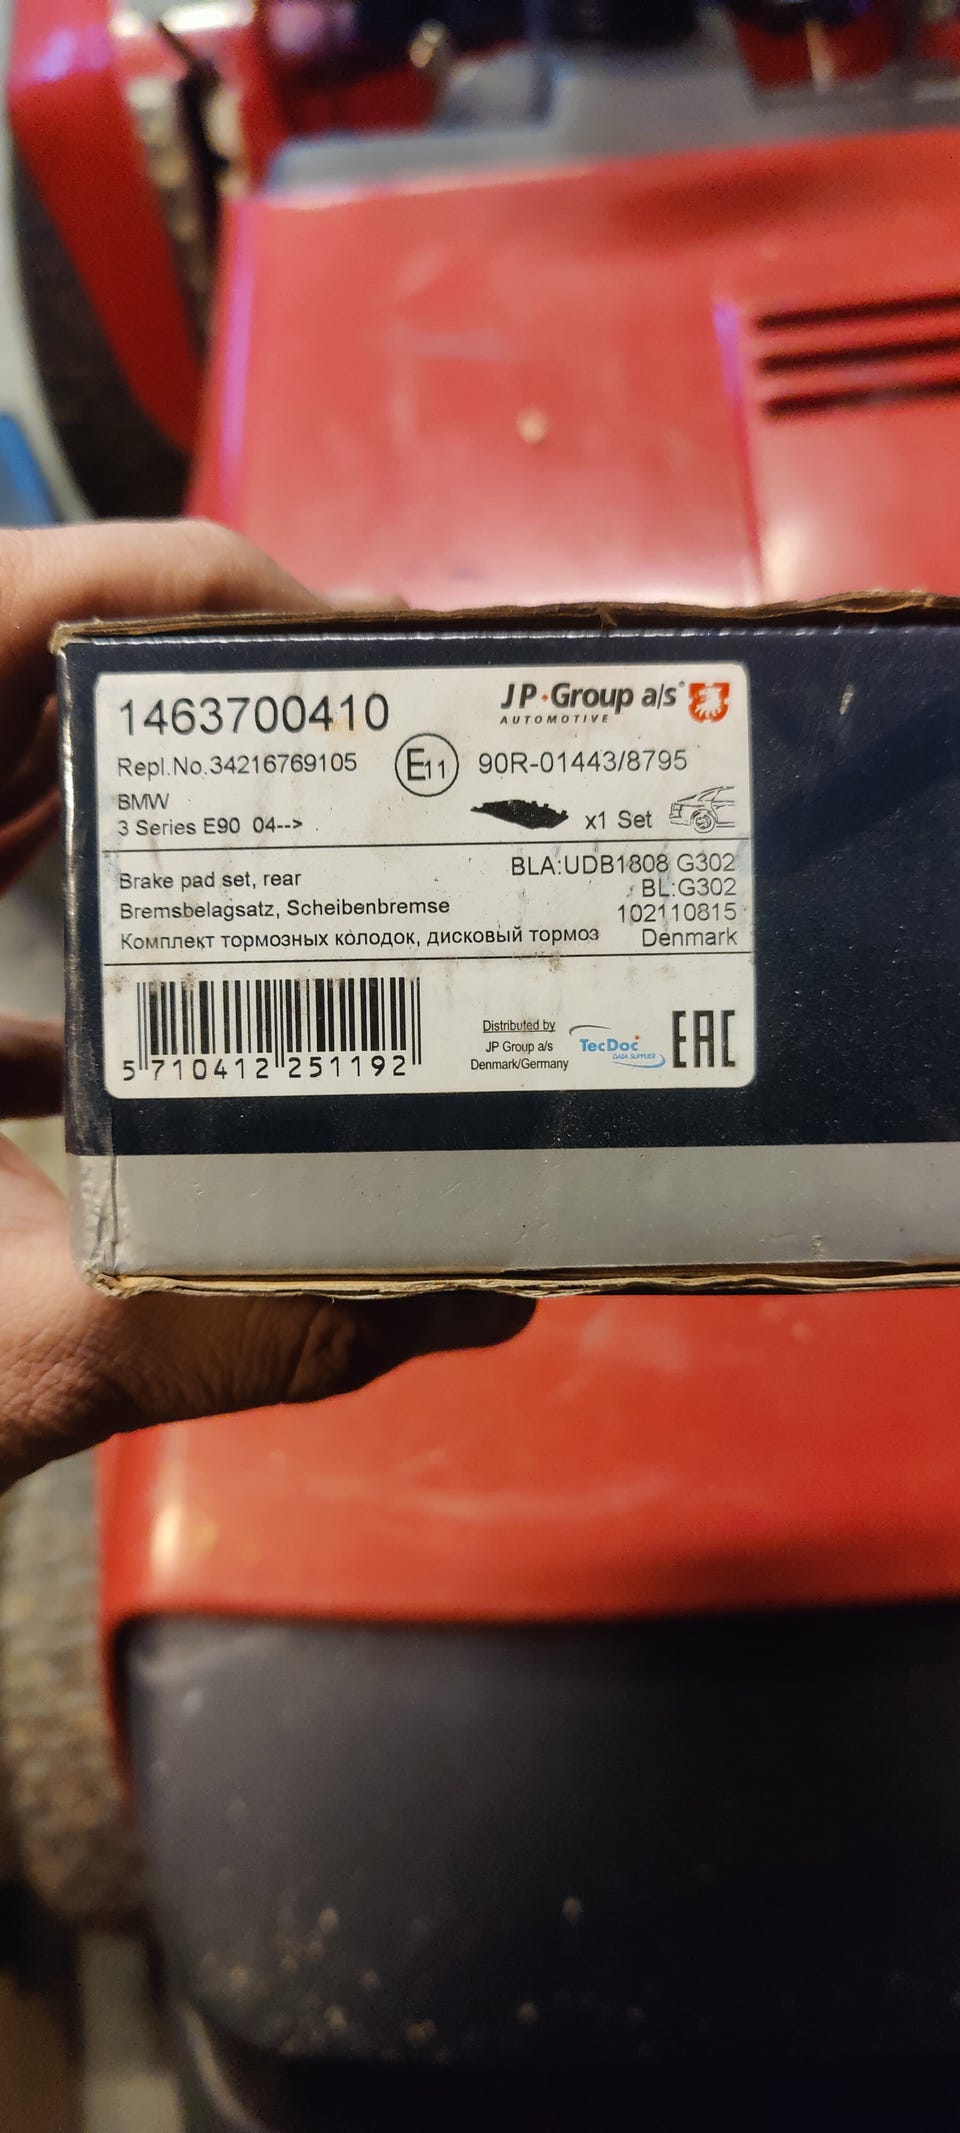 1463700410
JP·Group a/s®
AUTOMOTIVE
Repl.No.34216769105
E11
90R-01443/8795
BMW
3 Series E90 04-->
x1 Set
Brake pad set, rear
BLA:UDB1808 G302
BL:G302
Bremsbelagsatz, Scheibenbremse
102110815
Комплект тормозных колодок, дисковый тормоз
Denmark
5 710412 251192
Distributed by
JP Group a/s
Denmark/Germany
TecDoc
DATA SUPPLIER
EAC